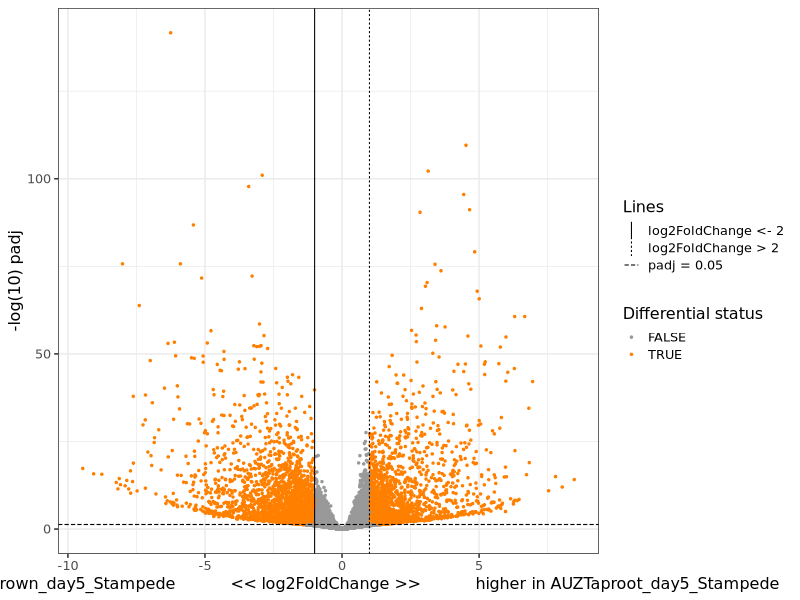 -log(10) padj
100
50
0
-10
-5
0
5
rown_day5_Stampede << log2FoldChange >> higher in AUZTaproot_day5_Stampede
Lines
log2FoldChange <- 2
log2FoldChange > 2
padj = 0.05
Differential status
FALSE
TRUE